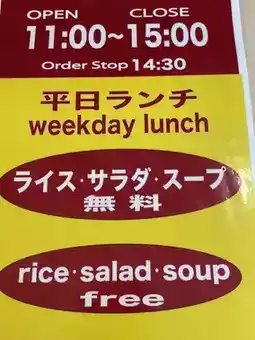 OPEN CLOSE
11:00~15:00
Order Stop 14:30
平日ランチ
weekday lunch
ライス・サラダ・スープ
無料
rice・salad・soup
free